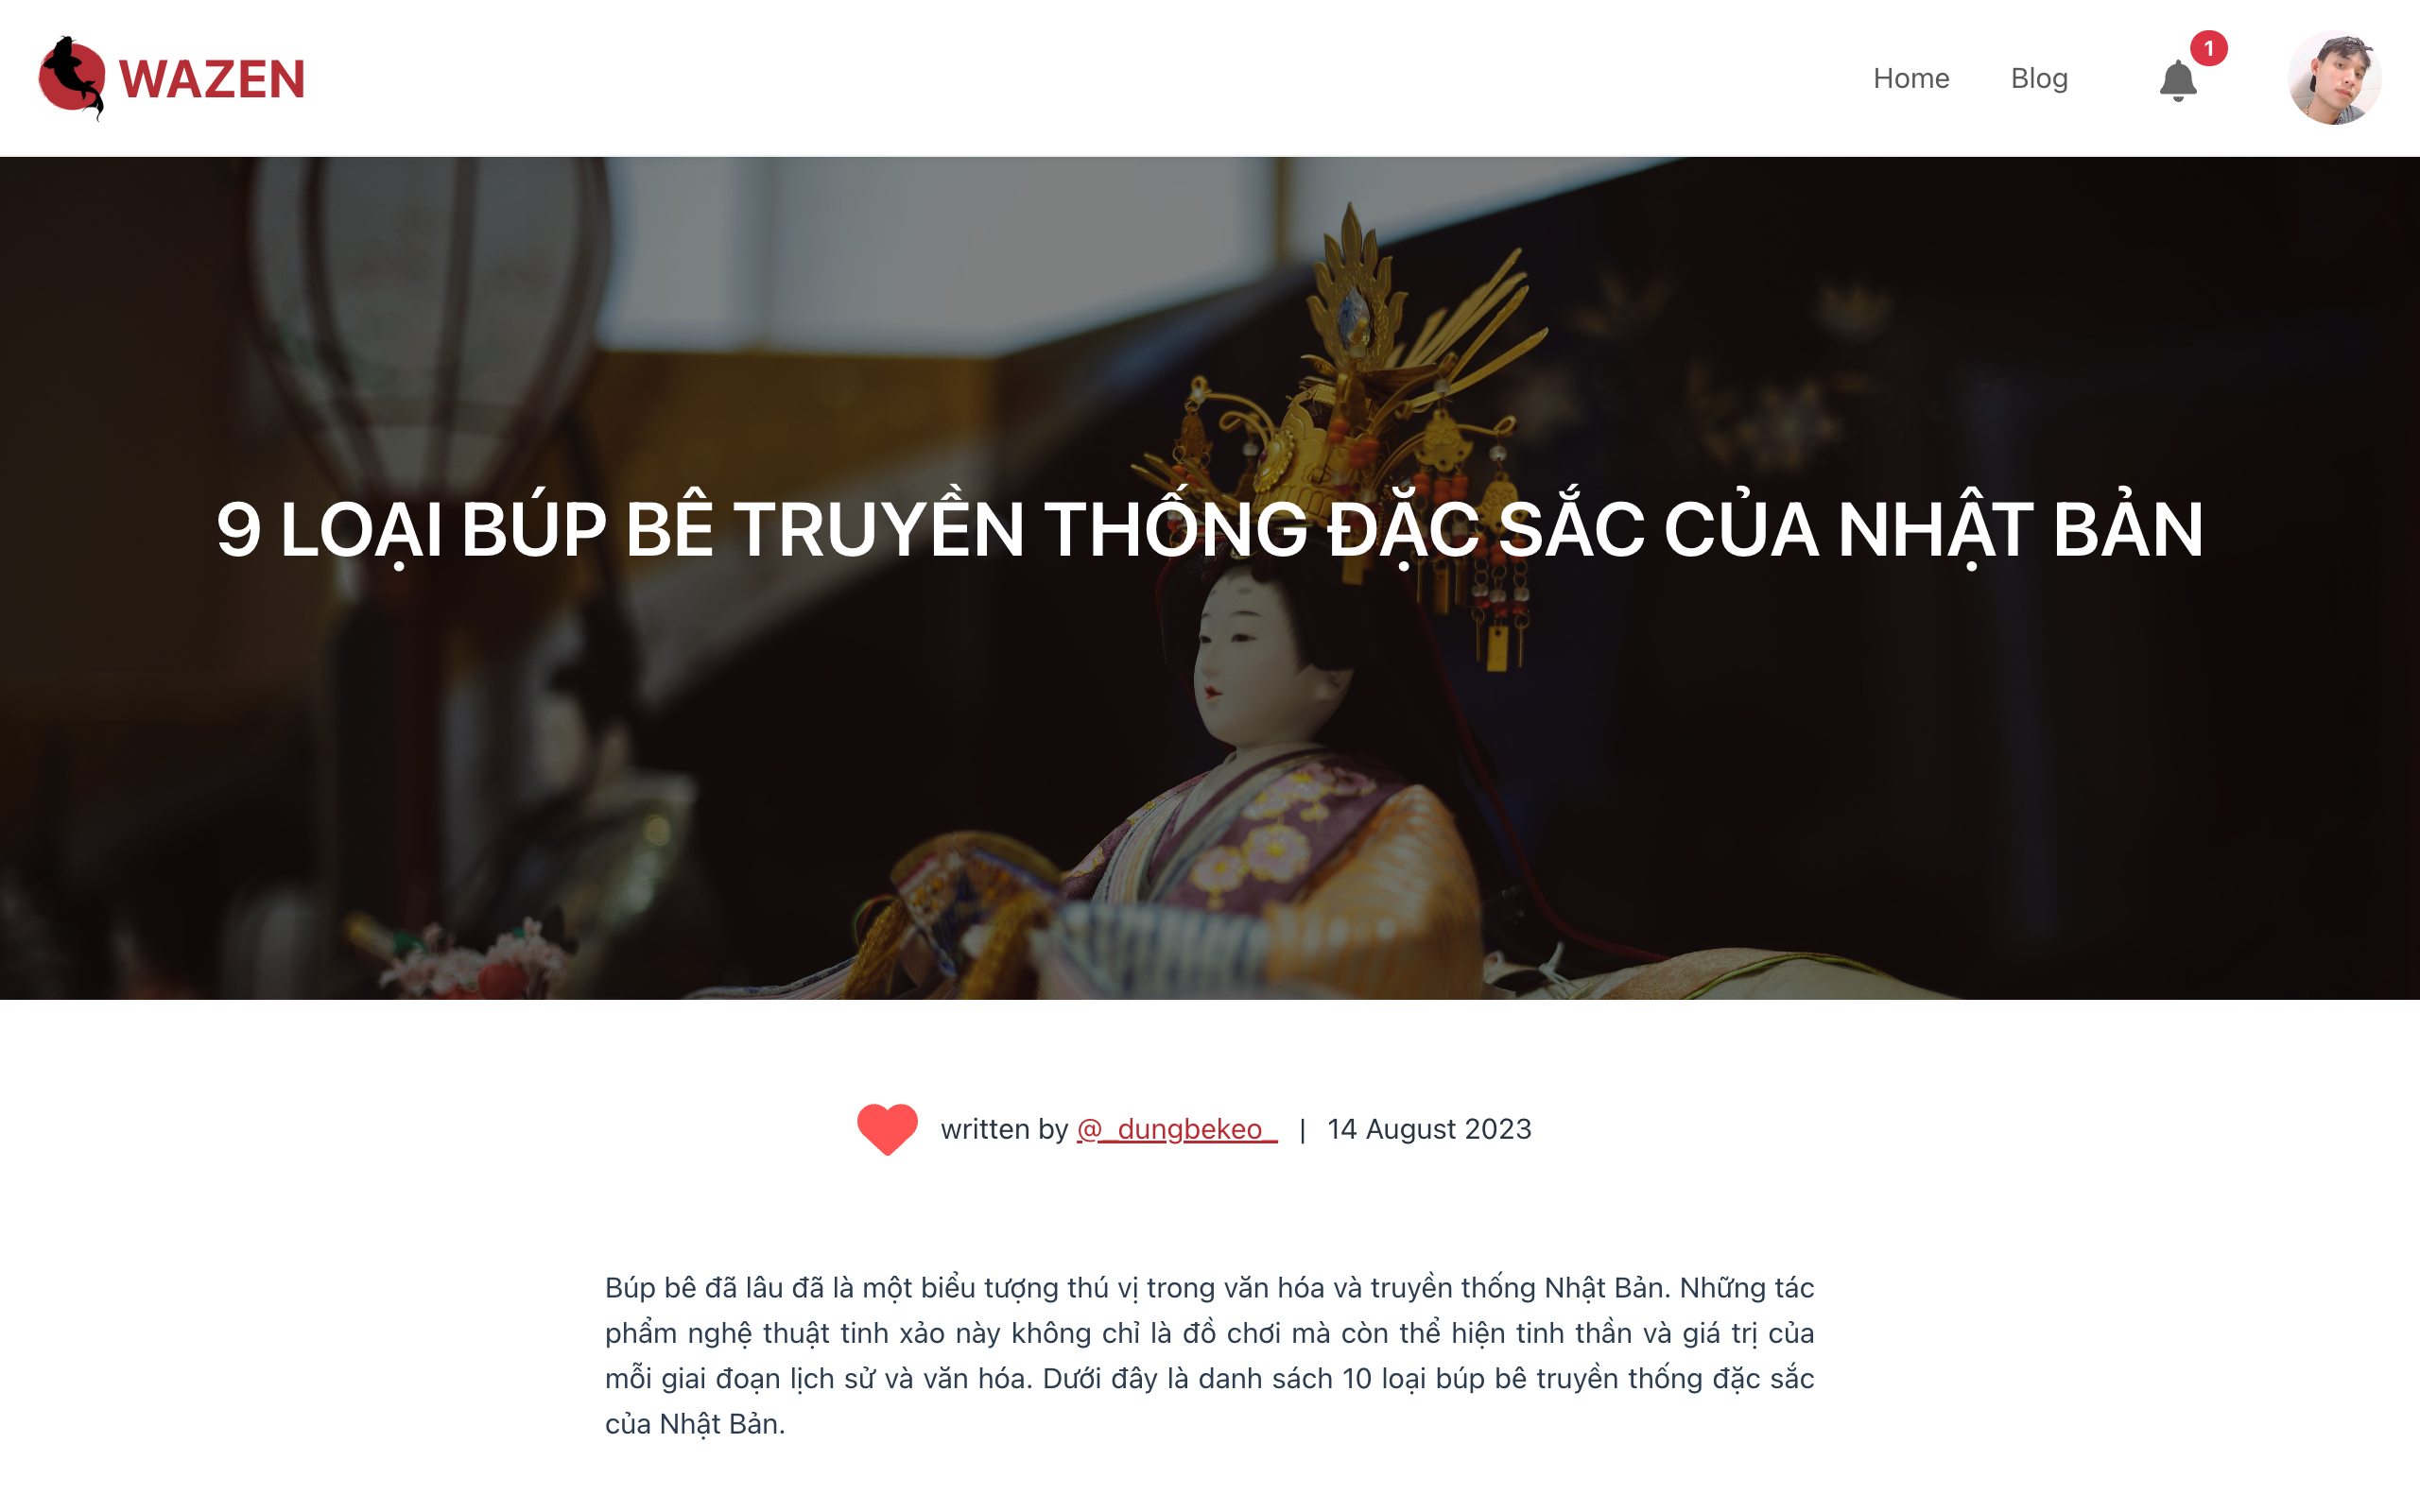 WAZEN
Home
Blog
1
9 LOẠI BÚP BÊ TRUYỀN THỐNG ĐẶC SẮC CỦA NHẬT BẢN
written by @_dungbekeo_ | 14 August 2023
Búp bê đã lâu đã là một biểu tượng thú vị trong văn hóa và truyền thống Nhật Bản. Những tác
phẩm nghệ thuật tinh xảo này không chỉ là đồ chơi mà còn thể hiện tinh thần và giá trị của
mỗi giai đoạn lịch sử và văn hóa. Dưới đây là danh sách 10 loại búp bê truyền thống đặc sắc
của Nhật Bản.